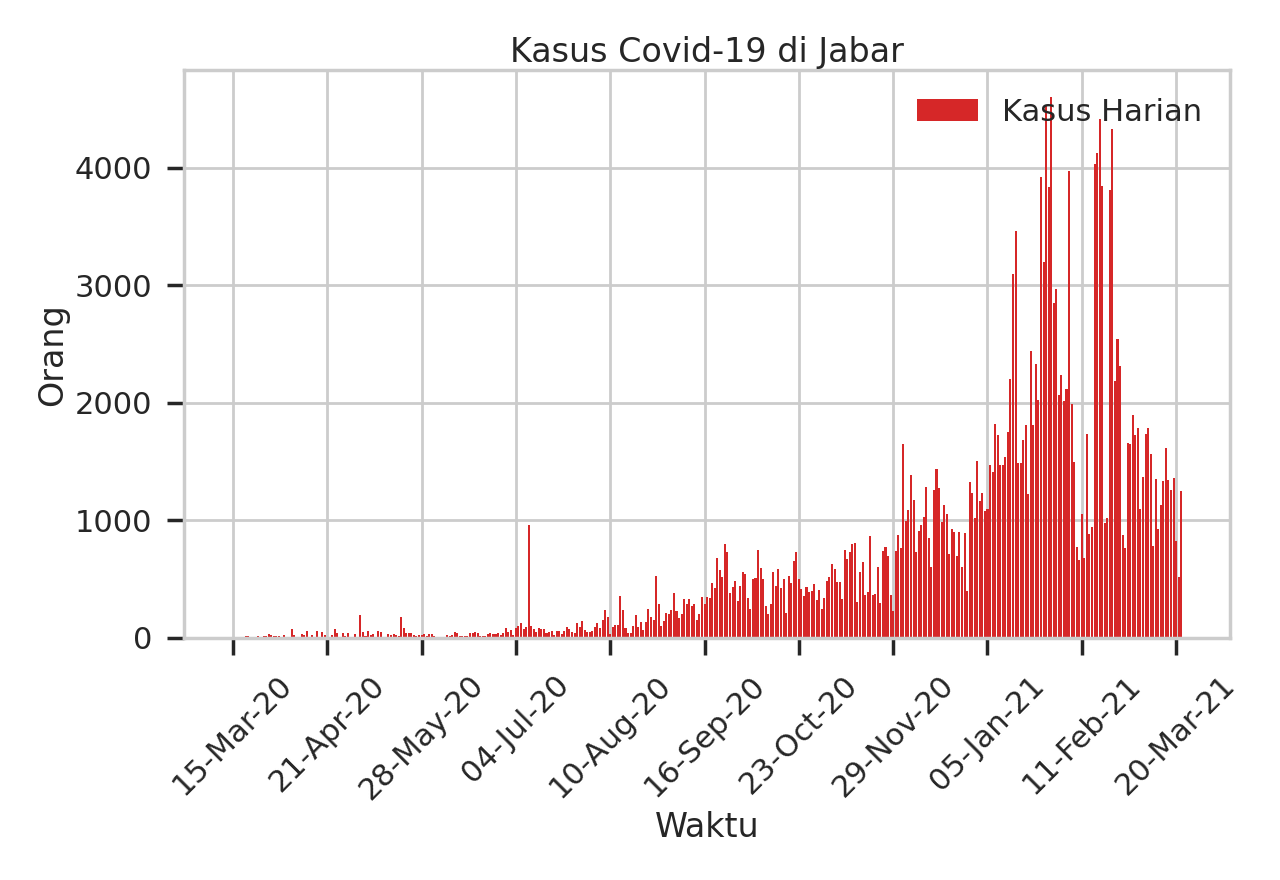 Kasus Covid-19 di Jabar
Kasus Harian
Orang
4000
3000
2000
1000
0
15-Mar-20
21-Apr-20
28-May-20
04-Jul-20
10-Aug-20
16-Sep-20
23-Oct-20
29-Nov-20
05-Jan-21
11-Feb-21
20-Mar-21
Waktu